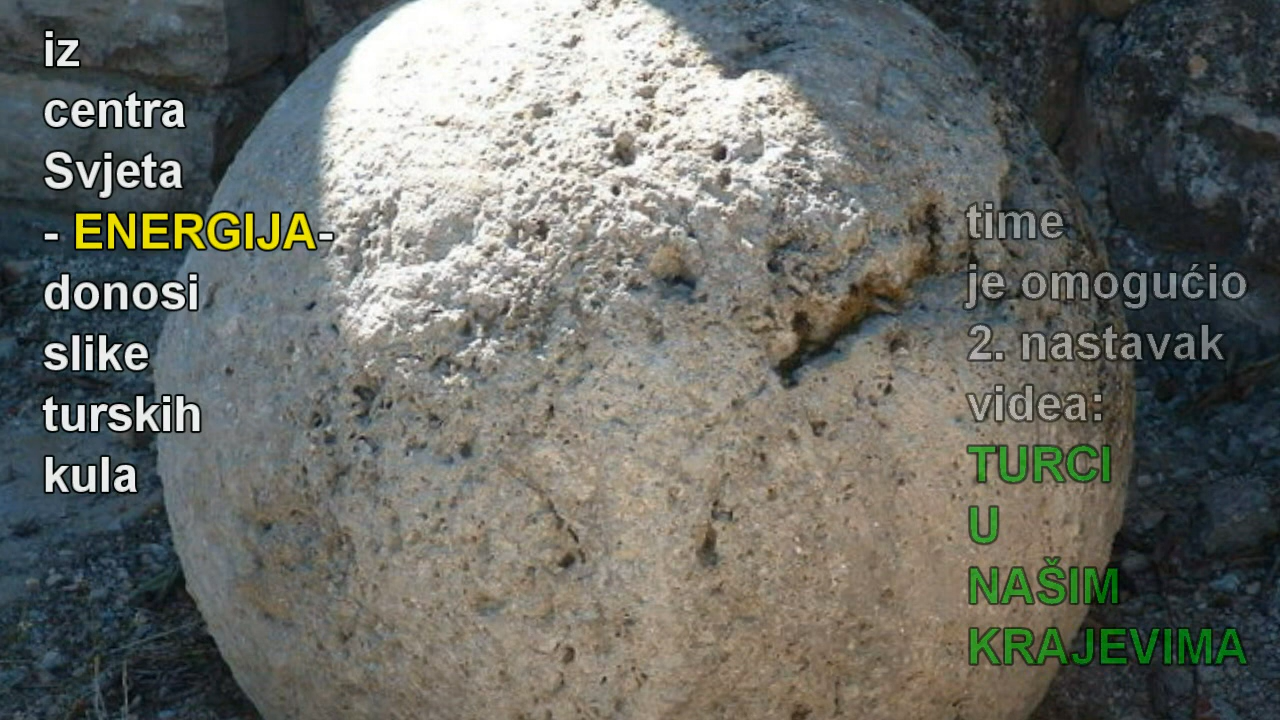 iz
centra
Svjeta
- ENERGIJA-
donosi
slike
turskih
kula
time
je omogućio
2. nastavak
videa:
TURCI
U
NAŠIM
KRAJEVIMA